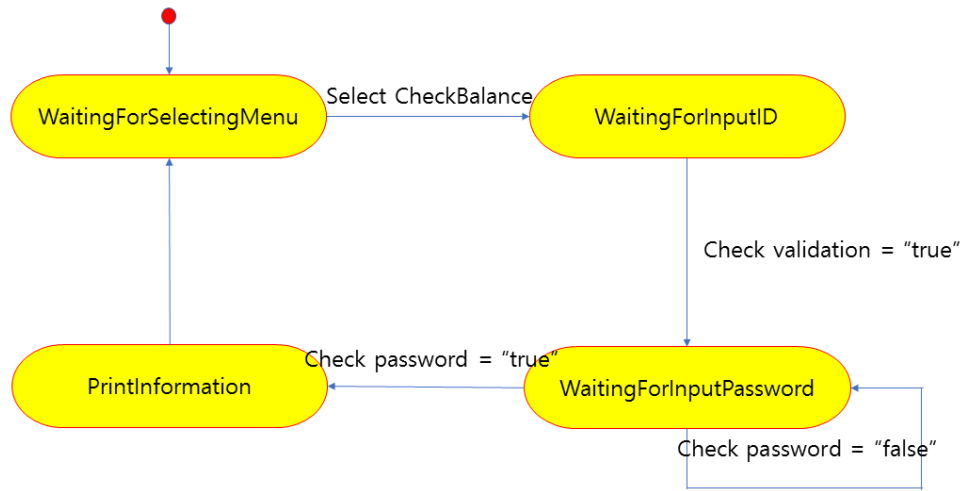 Select CheckBalance
WaitingForSelectingMenu
WaitingForInputID
Check validation = “true”
Check password = “true”
PrintInformation
WaitingForInputPassword
Check password = “false”